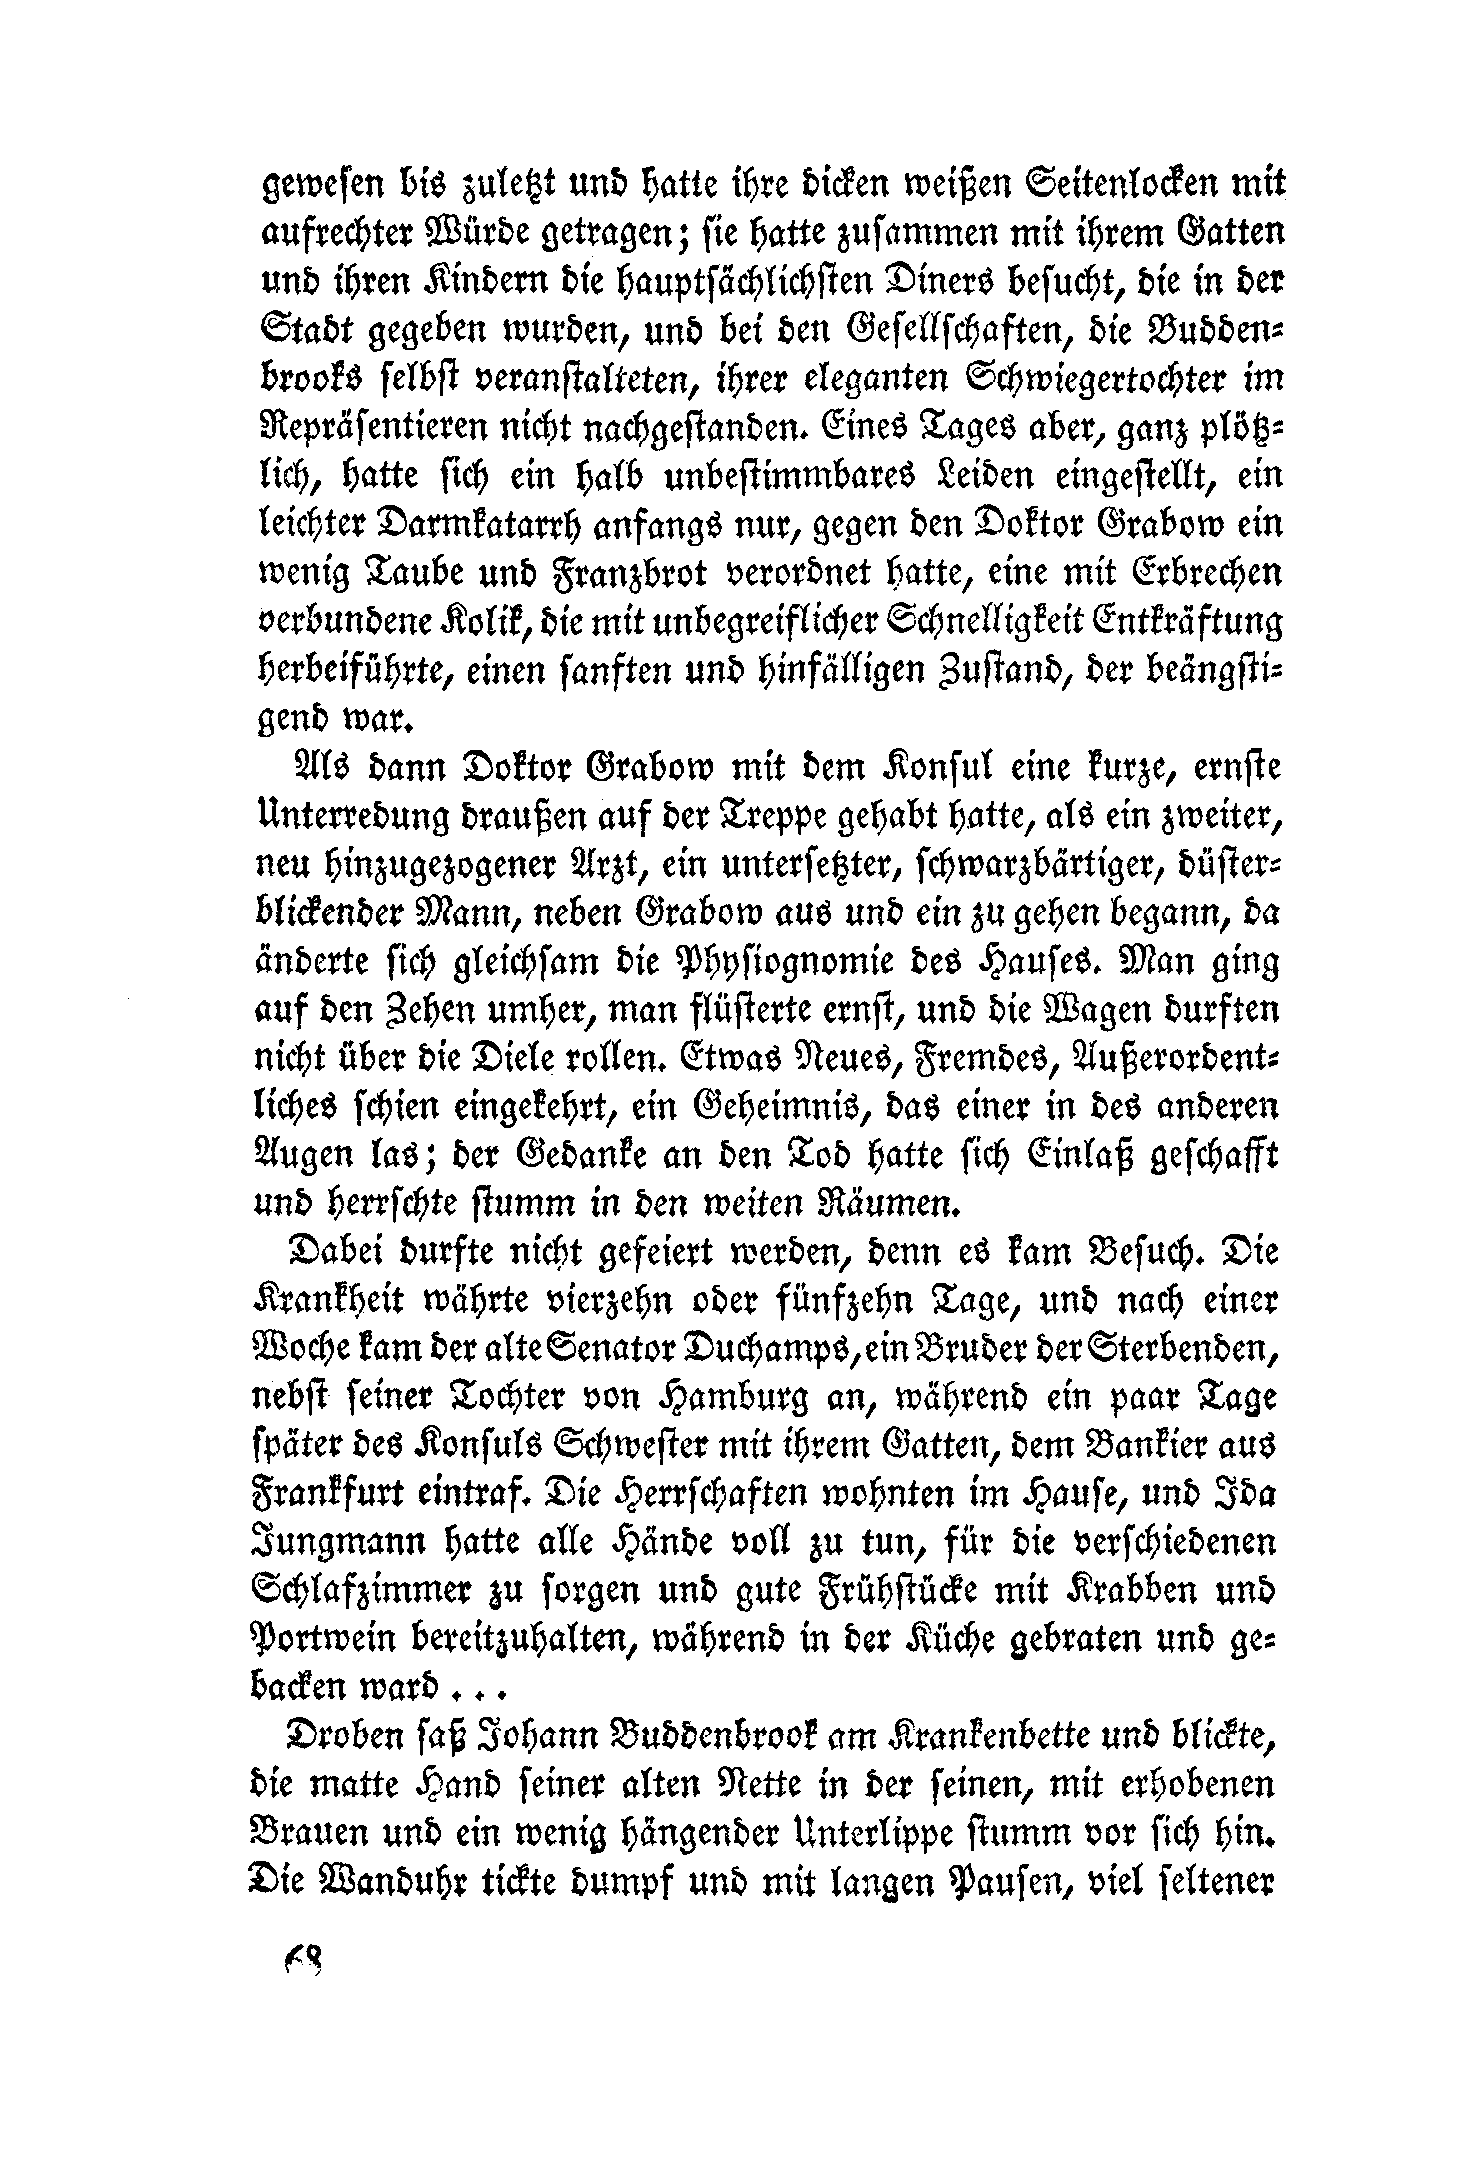 gewesen bis zuletzt und hatte ihre dicken weißen Seitenlocken mit
aufrechter Würde getragen; sie hatte zusammen mit ihrem Gatten
und ihren Kindern die hauptsächlichsten Diners besucht, die in der
Stadt gegeben wurden, und bei den Gesellschaften, die Budden-
brooks selbst veranstalteten, ihrer eleganten Schwiegertochter im
Repräsentieren nicht nachgestanden. Eines Tages aber, ganz plötz-
lich, hatte sich ein halb unbestimmbares Leiden eingestellt, ein
leichter Darmkatarrh anfangs nur, gegen den Doktor Grabow ein
wenig Taube und Franzbrot verordnet hatte, eine mit Erbrechen
verbundene Kolik, die mit unbegreiflicher Schnelligkeit Entkräftung
herbeiführte, einen sanften und hinfälligen Zustand, der beängsti-
gend war.
Als dann Doktor Grabow mit dem Konsul eine kurze, ernste
Unterredung draußen auf der Treppe gehabt hatte, als ein zweiter,
neu hinzugezogener Arzt, ein untersetzter, schwarzbärtiger, düster-
blickender Mann, neben Grabow aus und ein zu gehen begann, da
änderte sich gleichsam die Physiognomie des Hauses. Man ging
auf den Zehen umher, man flüsterte ernst, und die Wagen durften
nicht über die Diele rollen. Etwas Neues, Fremdes, Außerordent-
liches schien eingekehrt, ein Geheimnis, das einer in des anderen
Augen las; der Gedanke an den Tod hatte sich Einlaß geschafft
und herrschte stumm in den weiten Räumen.
Dabei durfte nicht gefeiert werden, denn es kam Besuch. Die
Krankheit währte vierzehn oder fünfzehn Tage, und nach einer
Woche kam der alte Senator Duchamps, ein Bruder der Sterbenden,
nebst seiner Tochter von Hamburg an, während ein paar Tage
später des Konsuls Schwester mit ihrem Gatten, dem Bankier aus
Frankfurt eintraf. Die Herrschaften wohnten im Hause, und Ida
Jungmann hatte alle Hände voll zu tun, für die verschiedenen
Schlafzimmer zu sorgen und gute Frühstücke mit Krabben und
Portwein bereitzuhalten, während in der Küche gebraten und ge-
backen ward . . .
Droben saß Johann Buddenbrook am Krankenbette und blickte,
die matte Hand seiner alten Nette in der seinen, mit erhobenen
Brauen und ein wenig hängender Unterlippe stumm vor sich hin.
Die Wanduhr tickte dumpf und mit langen Pausen, viel seltener
68